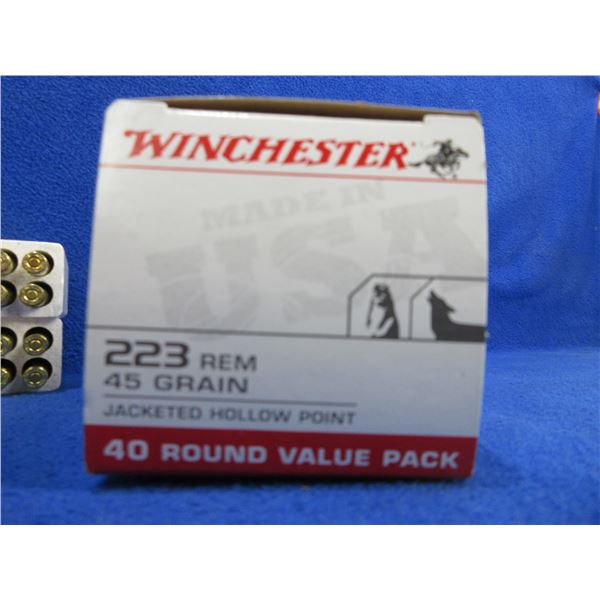 WINCHESTER
MADE IN
USA
223 REM
45 GRAIN
JACKETED HOLLOW POINT
40 ROUND VALUE PACK